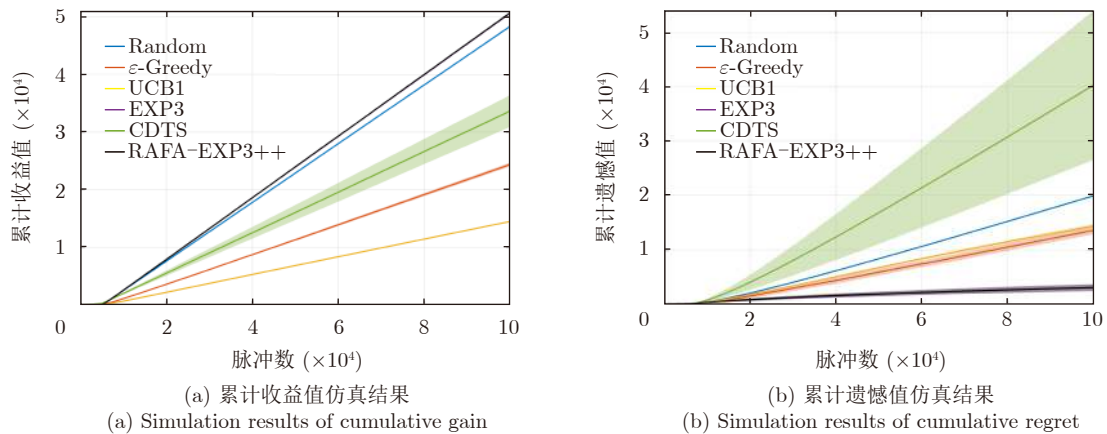 5
4
3
2
1
0
2
4
6
8
10
累计收益值 (×10⁴)
脉冲数 (×10⁴)
Random
ε-Greedy
UCB1
EXP3
CDTS
RAFA-EXP3++
(a) 累计收益值仿真结果
(a) Simulation results of cumulative gain
5
4
3
2
1
0
2
4
6
8
10
累计遗憾值 (×10⁴)
脉冲数 (×10⁴)
Random
ε-Greedy
UCB1
EXP3
CDTS
RAFA-EXP3++
(b) 累计遗憾值仿真结果
(b) Simulation results of cumulative regret